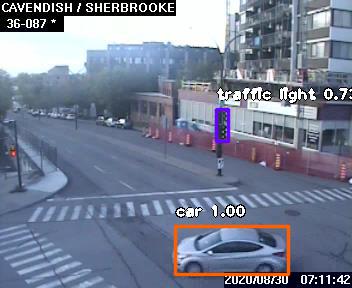 CAVENDISH / SHERBROOKE
36-087 *
traffic light 0.73
car 1.00
2020/08/30 07:11:42